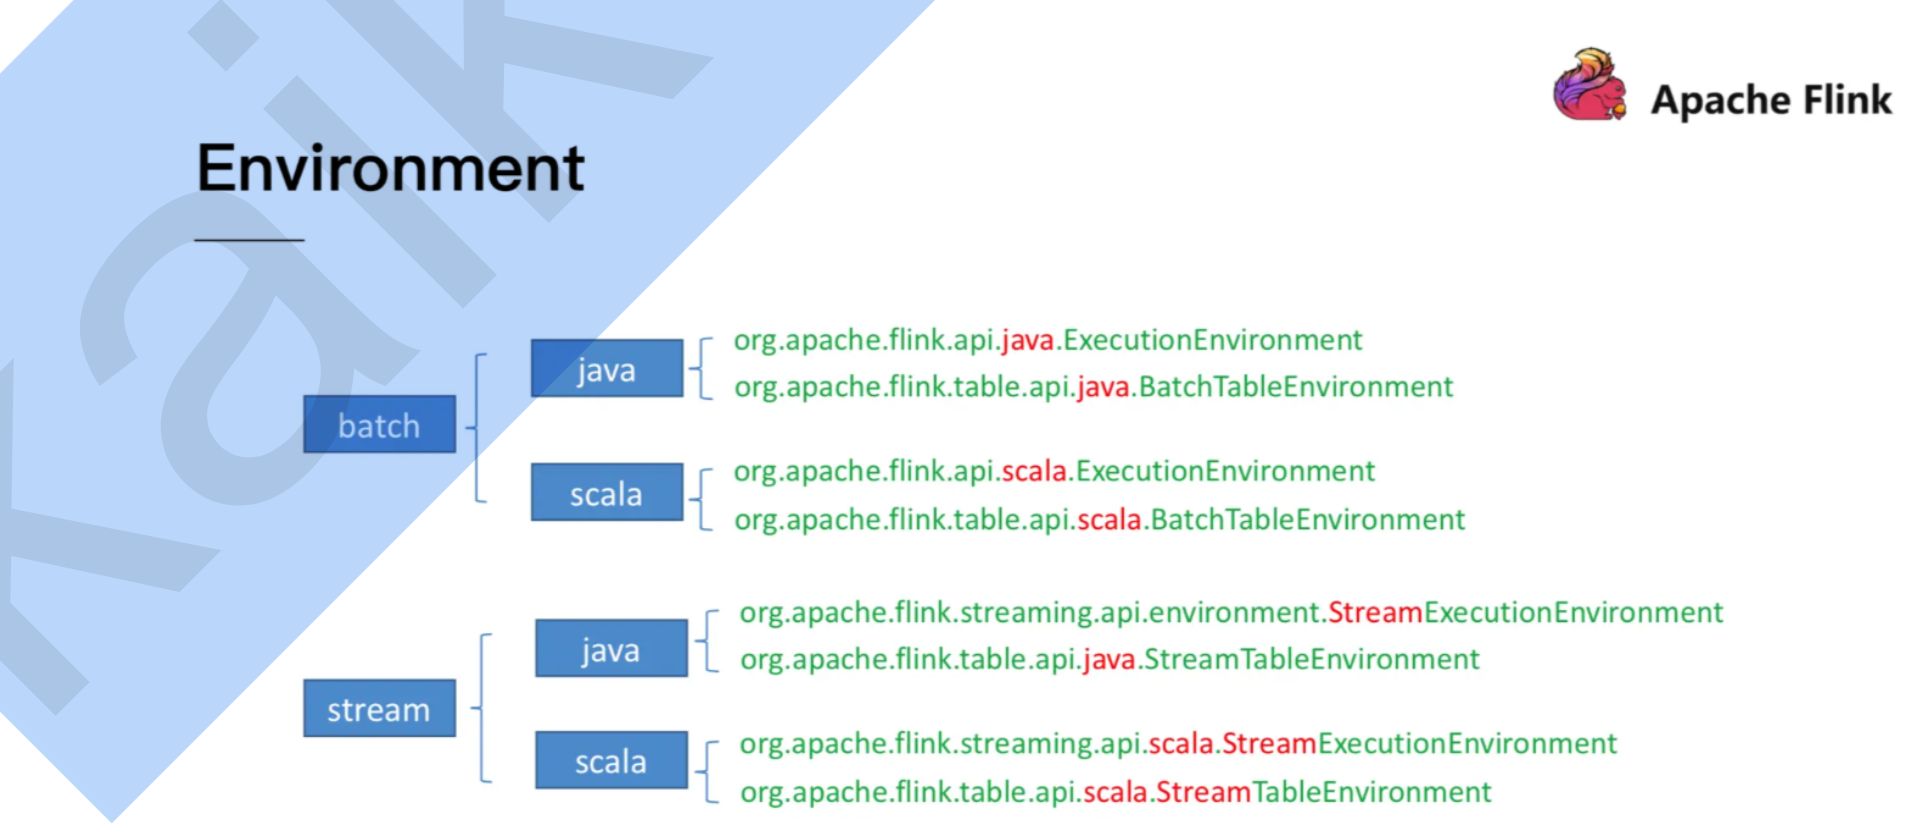 Apache Flink
Environment
batch
java
org.apache.flink.api.java.ExecutionEnvironment
org.apache.flink.table.api.java.BatchTableEnvironment
scala
org.apache.flink.api.scala.ExecutionEnvironment
org.apache.flink.table.api.scala.BatchTableEnvironment
stream
java
org.apache.flink.streaming.api.environment.StreamExecutionEnvironment
org.apache.flink.table.api.java.StreamTableEnvironment
scala
org.apache.flink.streaming.api.scala.StreamExecutionEnvironment
org.apache.flink.table.api.scala.StreamTableEnvironment